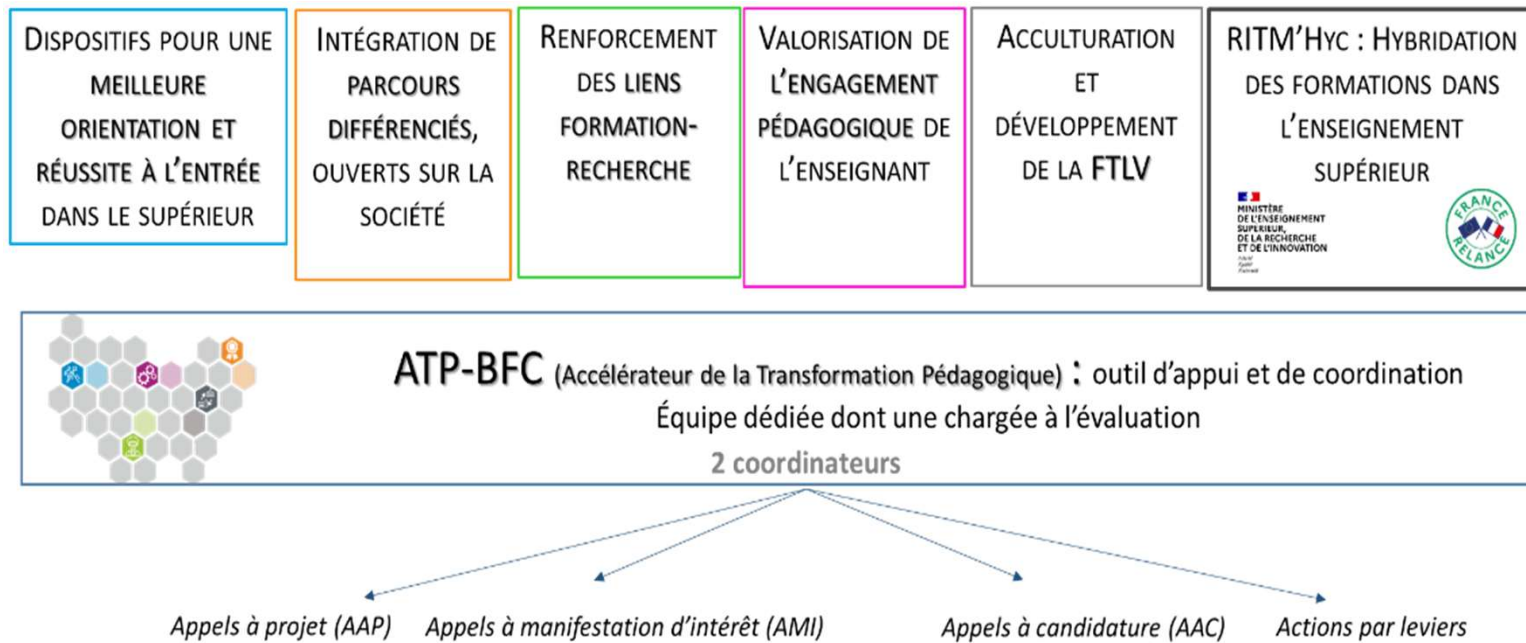 DISPOSITIFS POUR UNE
MEILLEURE
ORIENTATION ET
RÉUSSITE À L'ENTRÉE
DANS LE SUPÉRIEUR
INTÉGRATION DE
PARCOURS
DIFFÉRENCIÉS,
OUVERTS SUR LA
SOCIÉTÉ
RENFORCEMENT
DES LIENS
FORMATION-
RECHERCHE
VALORISATION DE
L'ENGAGEMENT
PÉDAGOGIQUE DE
L'ENSEIGNANT
ACCULTURATION
ET
DÉVELOPPEMENT
DE LA FTLV
RITM'HYC : HYBRIDATION
DES FORMATIONS DANS
L'ENSEIGNEMENT
SUPÉRIEUR
MINISTÈRE
DE L'ENSEIGNEMENT
SUPÉRIEUR,
DE LA RECHERCHE
ET DE L'INNOVATION
FRANCE
RELANCE
ATP-BFC (Accélérateur de la Transformation Pédagogique) : outil d'appui et de coordination
Équipe dédiée dont une chargée à l'évaluation
2 coordinateurs
Appels à projet (AAP)
Appels à manifestation d'intérêt (AMI)
Appels à candidature (AAC)
Actions par leviers